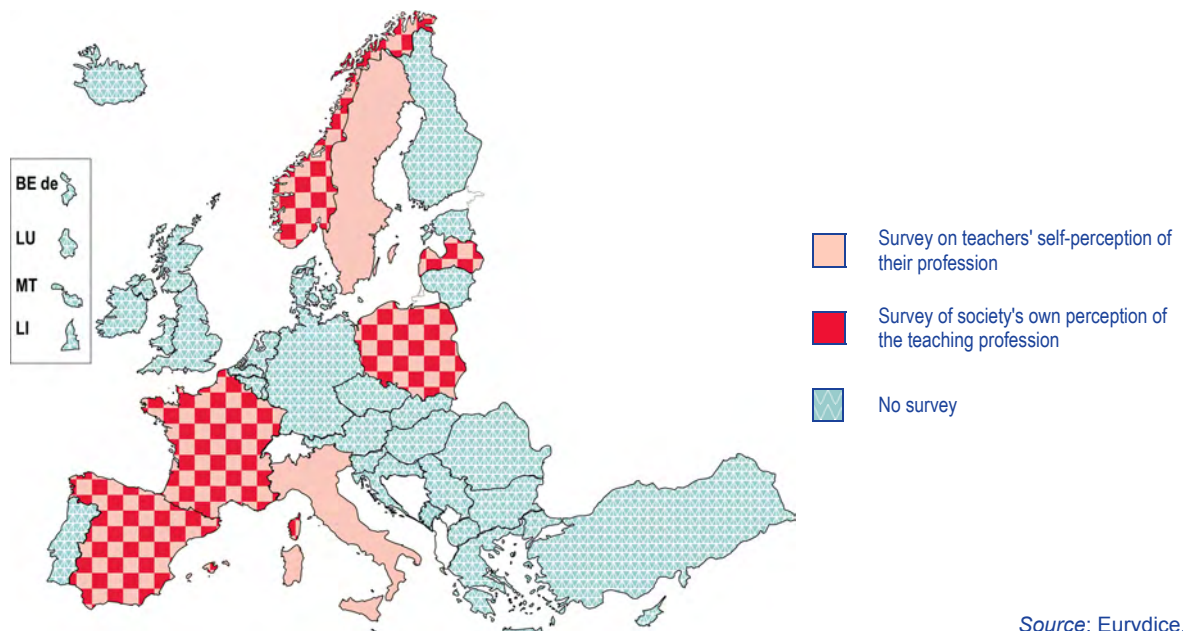 BE de
LU
MT
LI
Survey on teachers' self-perception of
their profession
Survey of society's own perception of
the teaching profession
No survey
Source: Eurydice.